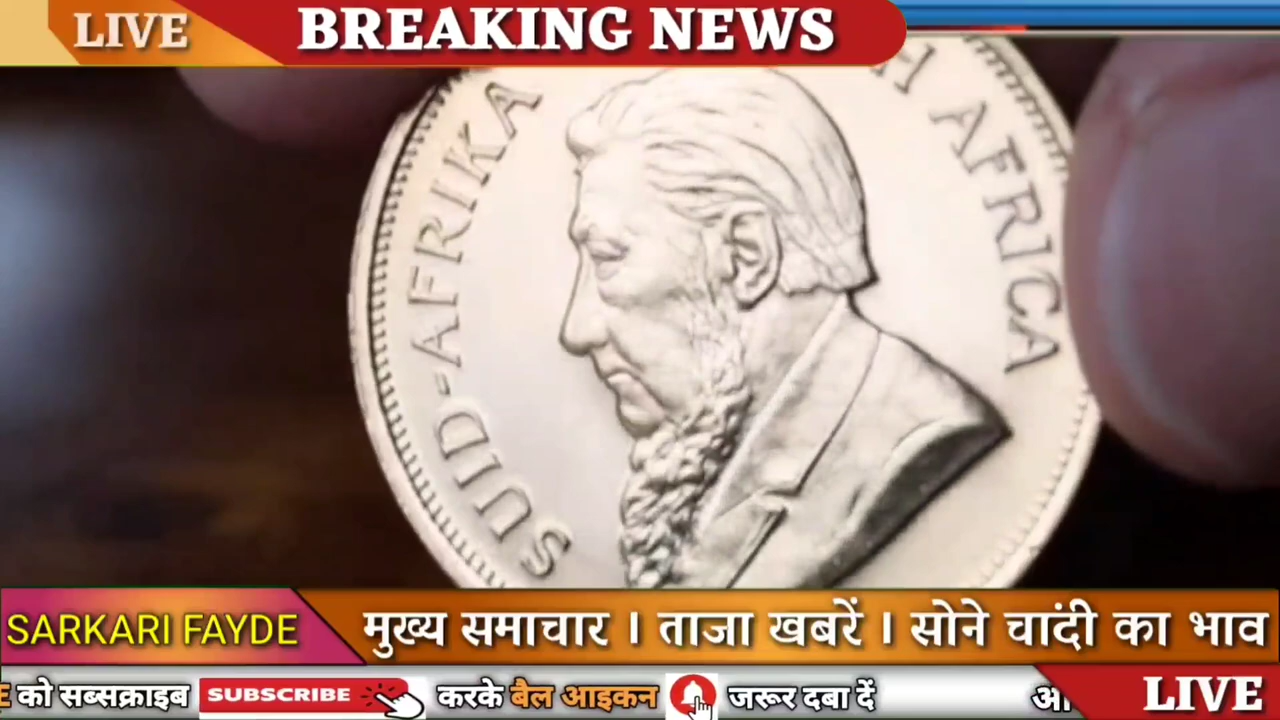 LIVE
BREAKING NEWS
SUID-AFRIKA
AFRICA
SARKARI FAYDE
मुख्य समाचार । ताजा खबरें । सोने चांदी का भाव
को सब्सक्राइब SUBSCRIBE करके बैल आइकन जरूर दबा दें
LIVE